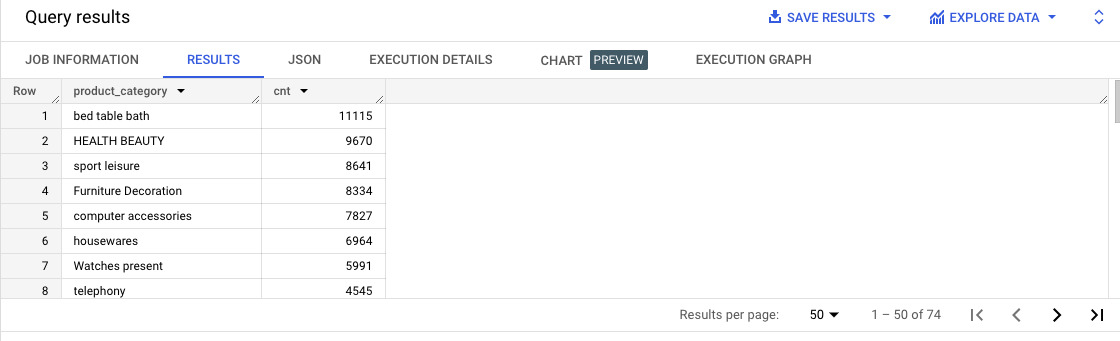 Query results SAVE RESULTS EXPLORE DATA
JOB INFORMATION RESULTS JSON EXECUTION DETAILS CHART PREVIEW EXECUTION GRAPH
Row product_category cnt
1 bed table bath 11115
2 HEALTH BEAUTY 9670
3 sport leisure 8641
4 Furniture Decoration 8334
5 computer accessories 7827
6 housewares 6964
7 Watches present 5991
8 telephony 4545
Results per page: 50 1 – 50 of 74